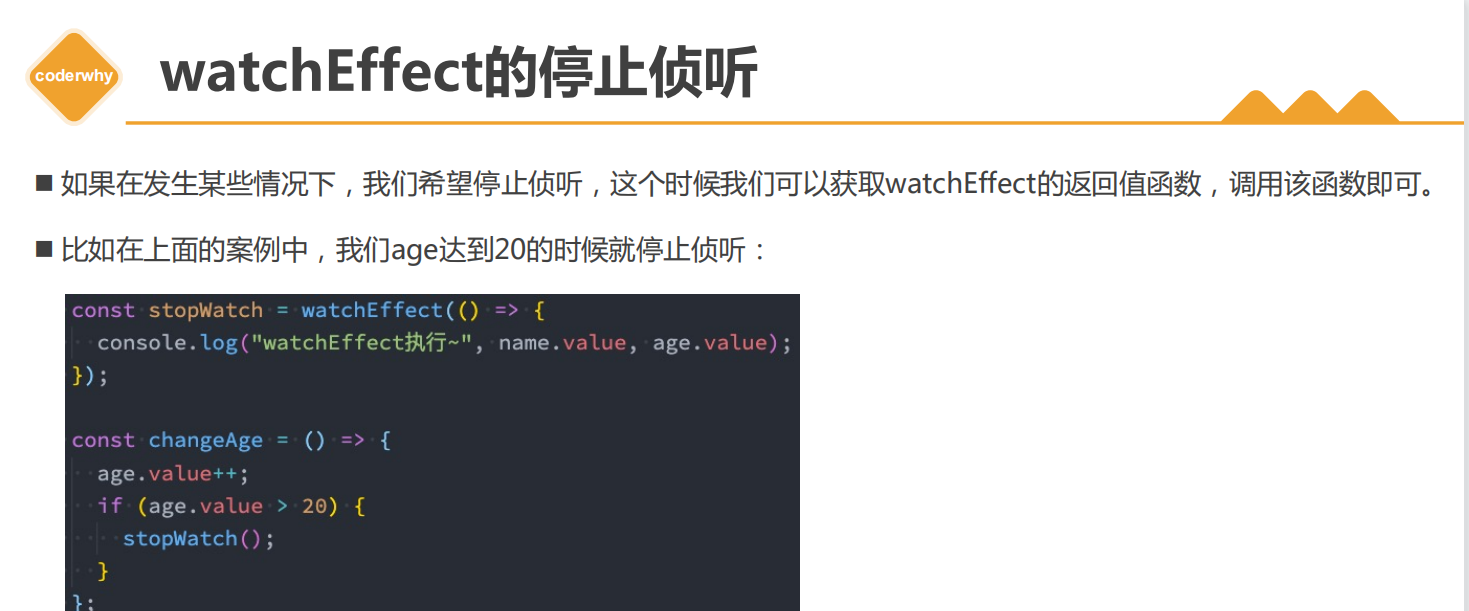 coderwhy
watchEffect的停止侦听
如果在发生某些情况下，我们希望停止侦听，这个时候我们可以获取watchEffect的返回值函数，调用该函数即可。
比如在上面的案例中，我们age达到20的时候就停止侦听：
const stopWatch = watchEffect(() => {
  console.log("watchEffect执行~", name.value, age.value);
});

const changeAge = () => {
  age.value++;
  if (age.value > 20) {
    stopWatch();
  }
};